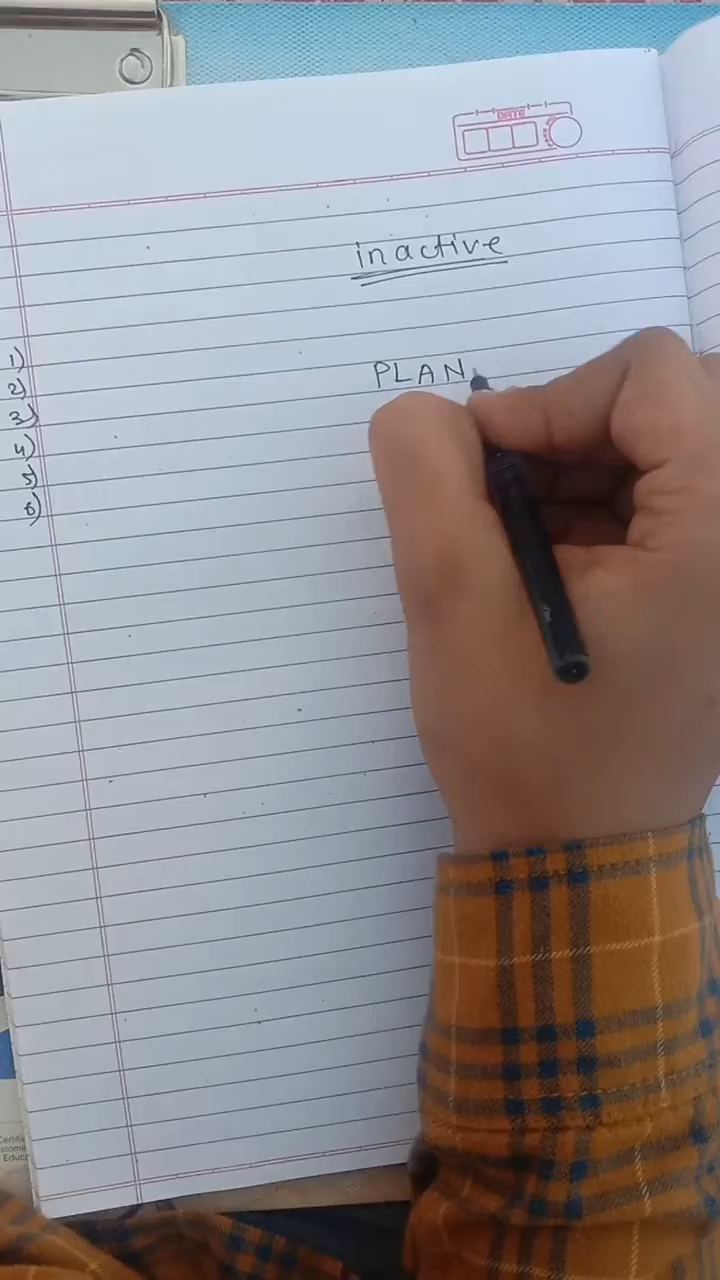 DATE
inactive
PLAN
1)
2)
3)
4)
5)
6)